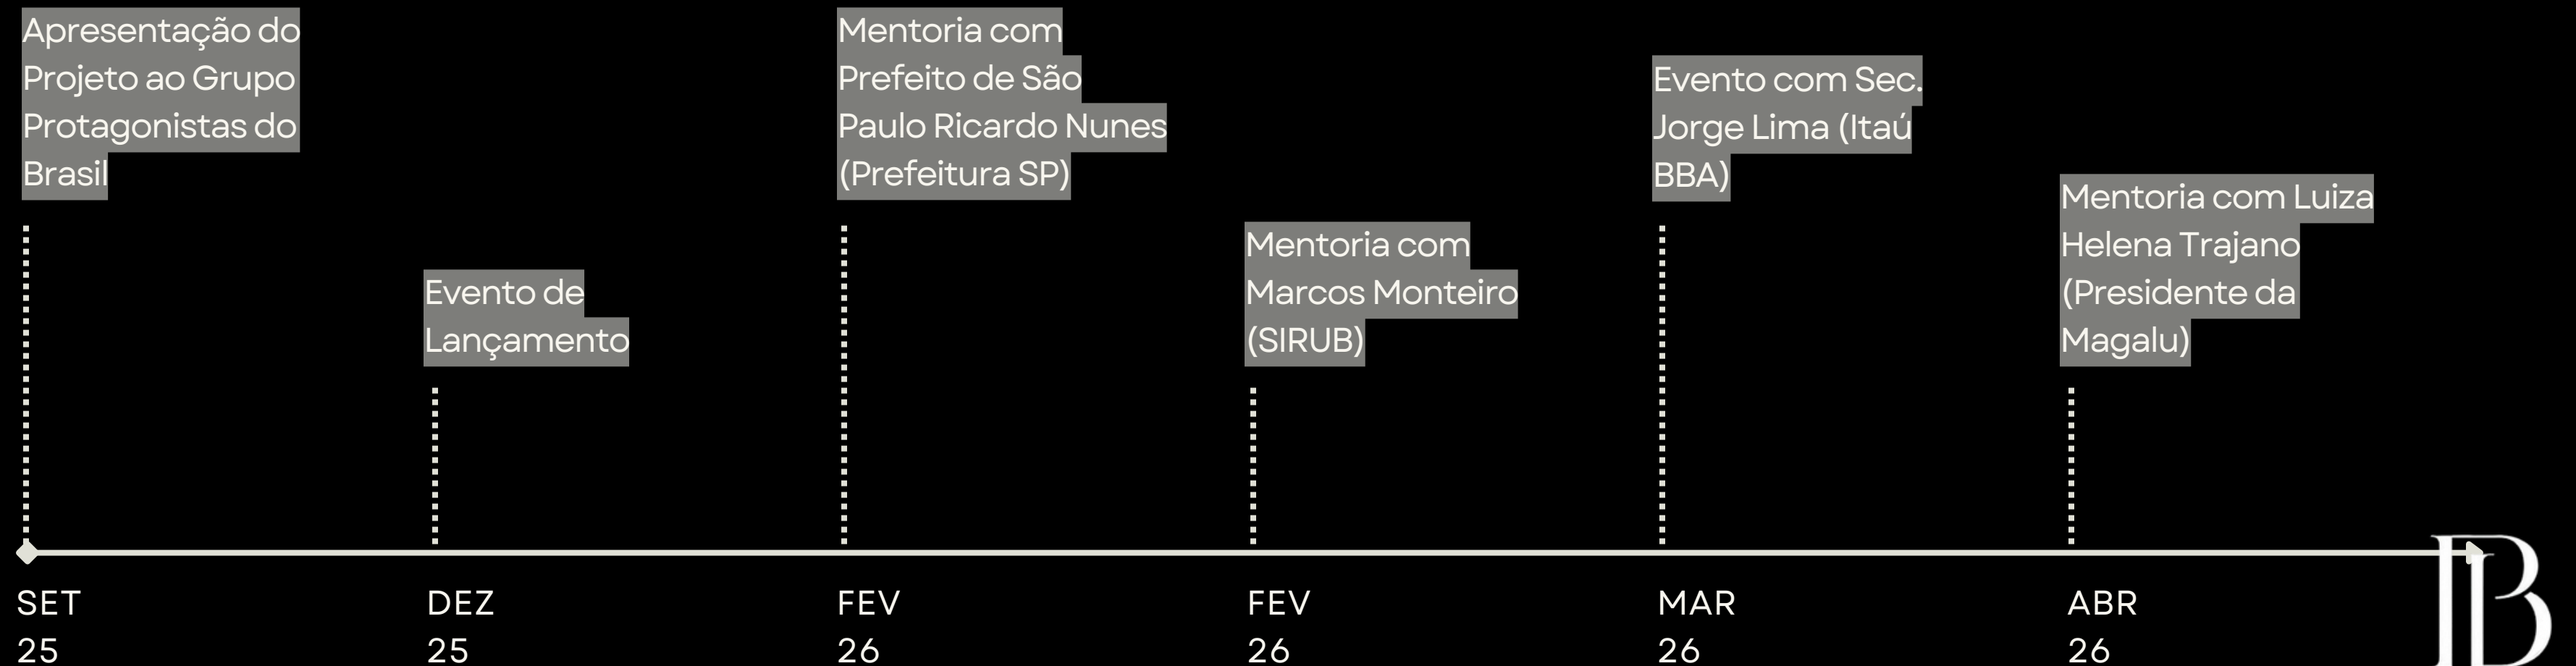 Apresentação do
Projeto ao Grupo
Protagonistas do
Brasil
Evento de
Lançamento
Mentoria com
Prefeito de São
Paulo Ricardo Nunes
(Prefeitura SP)
Mentoria com
Marcos Monteiro
(SIRUB)
Evento com Sec.
Jorge Lima (Itaú
BBA)
Mentoria com Luiza
Helena Trajano
(Presidente da
Magalu)
SET
25
DEZ
25
FEV
26
FEV
26
MAR
26
ABR
26